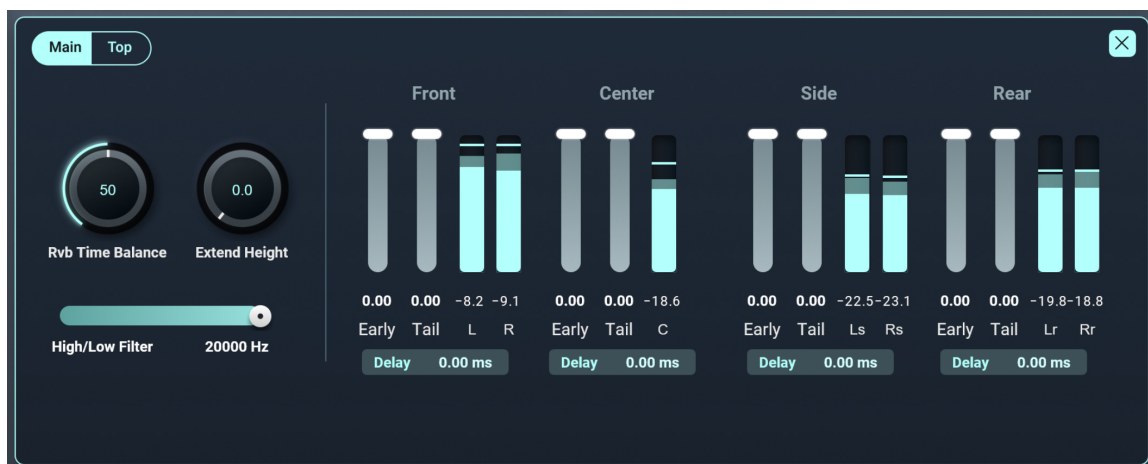 Main Top
Front Center Side Rear
50 0.0
Rvb Time Balance Extend Height
0.00 0.00 -8.2 -9.1 0.00 0.00 -18.6 0.00 0.00 -22.5 -23.1 0.00 0.00 -19.8 -18.8
Early Tail L R Early Tail C Early Tail Ls Rs Early Tail Lr Rr
High/Low Filter 20000 Hz
Delay 0.00 ms Delay 0.00 ms Delay 0.00 ms Delay 0.00 ms